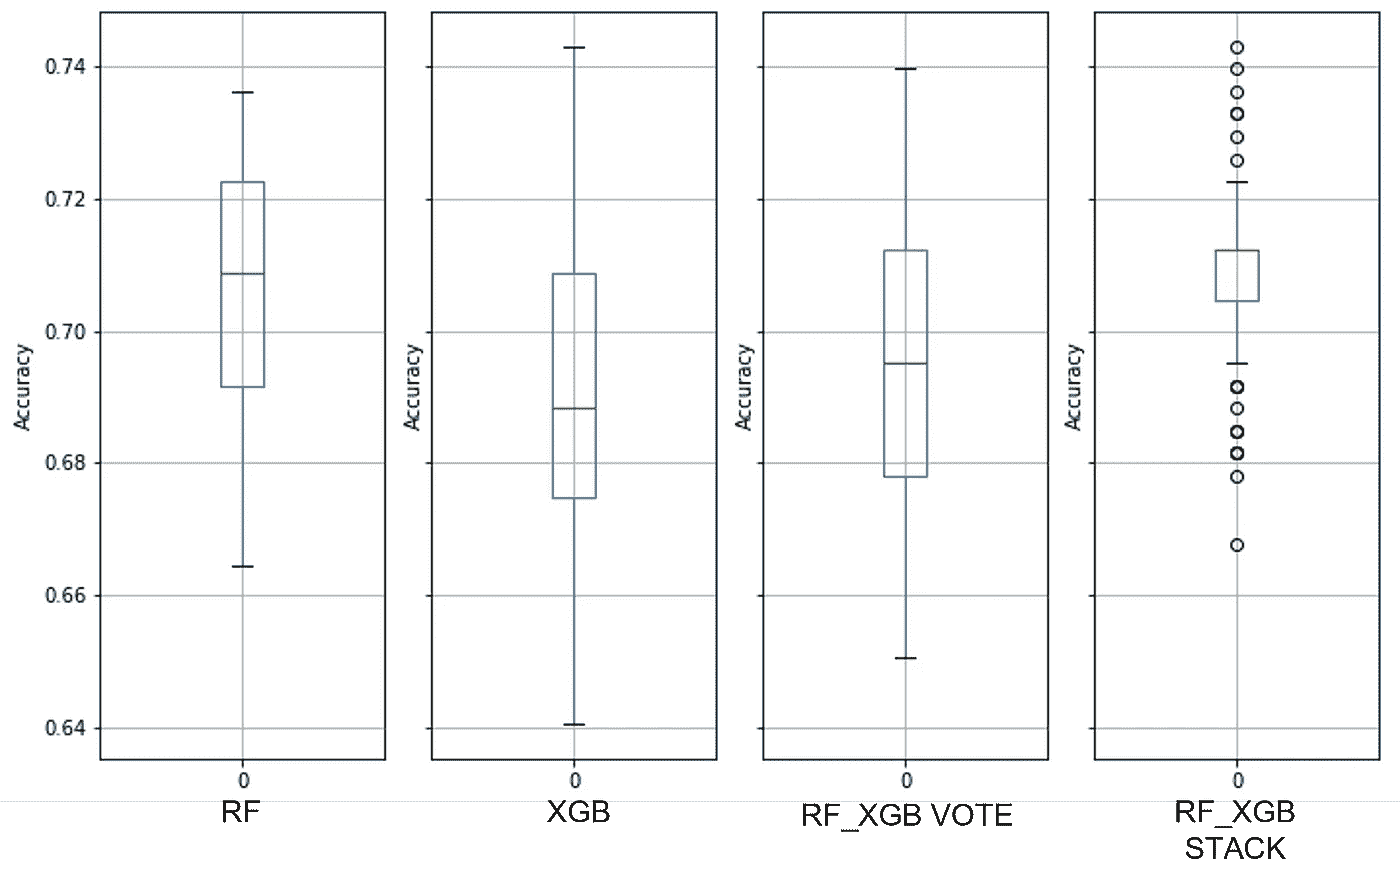 Accuracy
0.74
0.72
0.70
0.68
0.66
0.64
0
RF
Accuracy
0
XGB
Accuracy
0
RF_XGB VOTE
Accuracy
0
RF_XGB
STACK